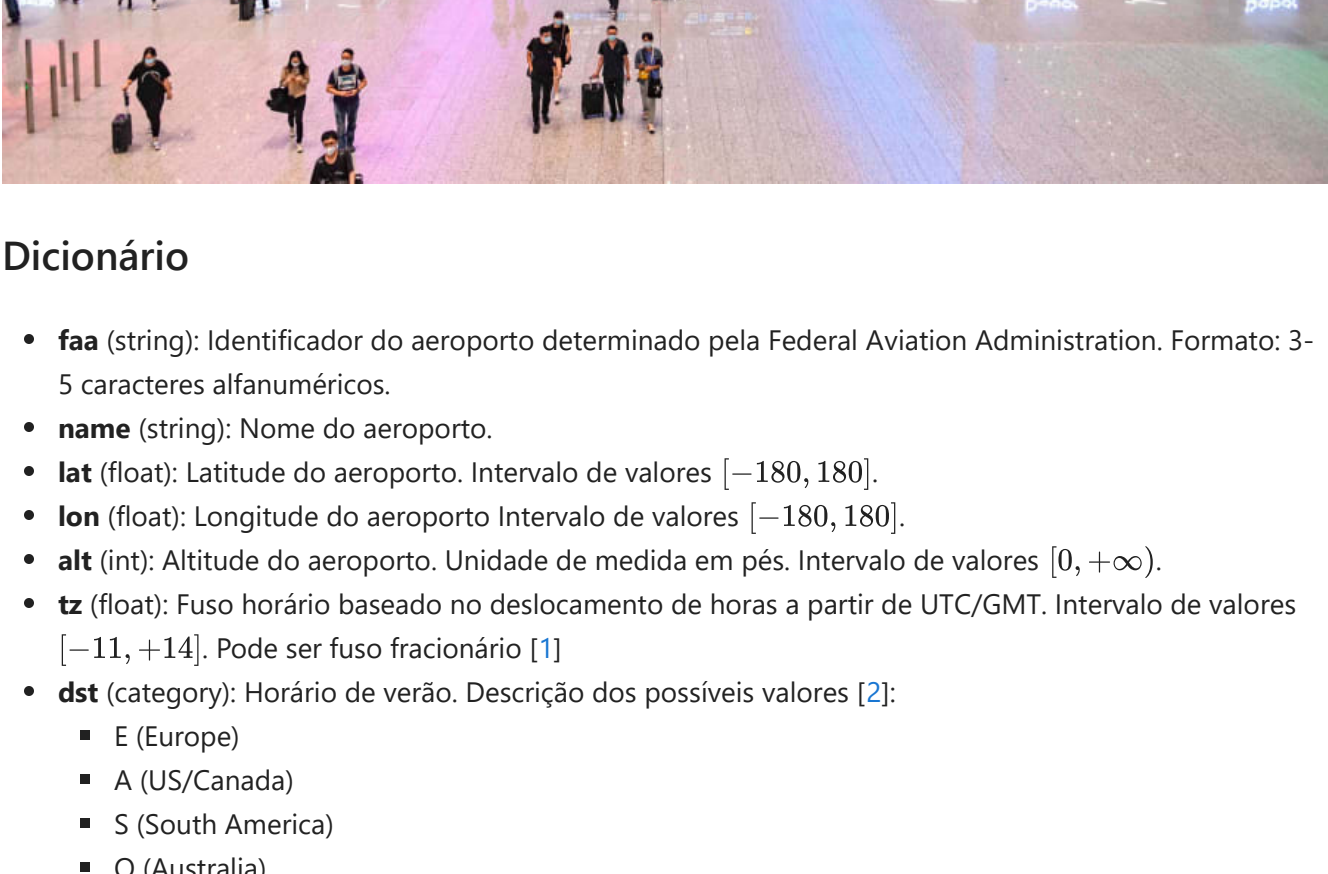 Dicionário
• faa (string): Identificador do aeroporto determinado pela Federal Aviation Administration. Formato: 3-
5 caracteres alfanuméricos.
• name (string): Nome do aeroporto.
• lat (float): Latitude do aeroporto. Intervalo de valores [−180, 180].
• lon (float): Longitude do aeroporto Intervalo de valores [−180, 180].
• alt (int): Altitude do aeroporto. Unidade de medida em pés. Intervalo de valores [0, +∞).
• tz (float): Fuso horário baseado no deslocamento de horas a partir de UTC/GMT. Intervalo de valores
[−11, +14]. Pode ser fuso fracionário [1]
• dst (category): Horário de verão. Descrição dos possíveis valores [2]:
▪ E (Europe)
▪ A (US/Canada)
▪ S (South America)
▪ O (Australia)